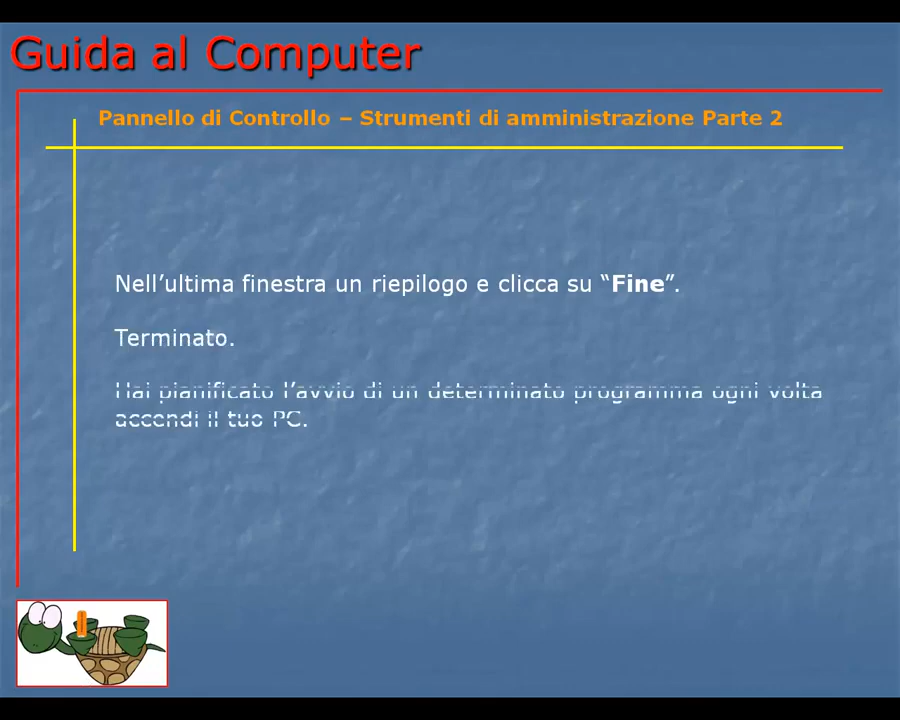 Guida al Computer
Pannello di Controllo – Strumenti di amministrazione Parte 2
Nell’ultima finestra un riepilogo e clicca su “Fine”.
Terminato.
Hai pianificato l’avvio di un determinato programma ogni volta
accendi il tuo PC.